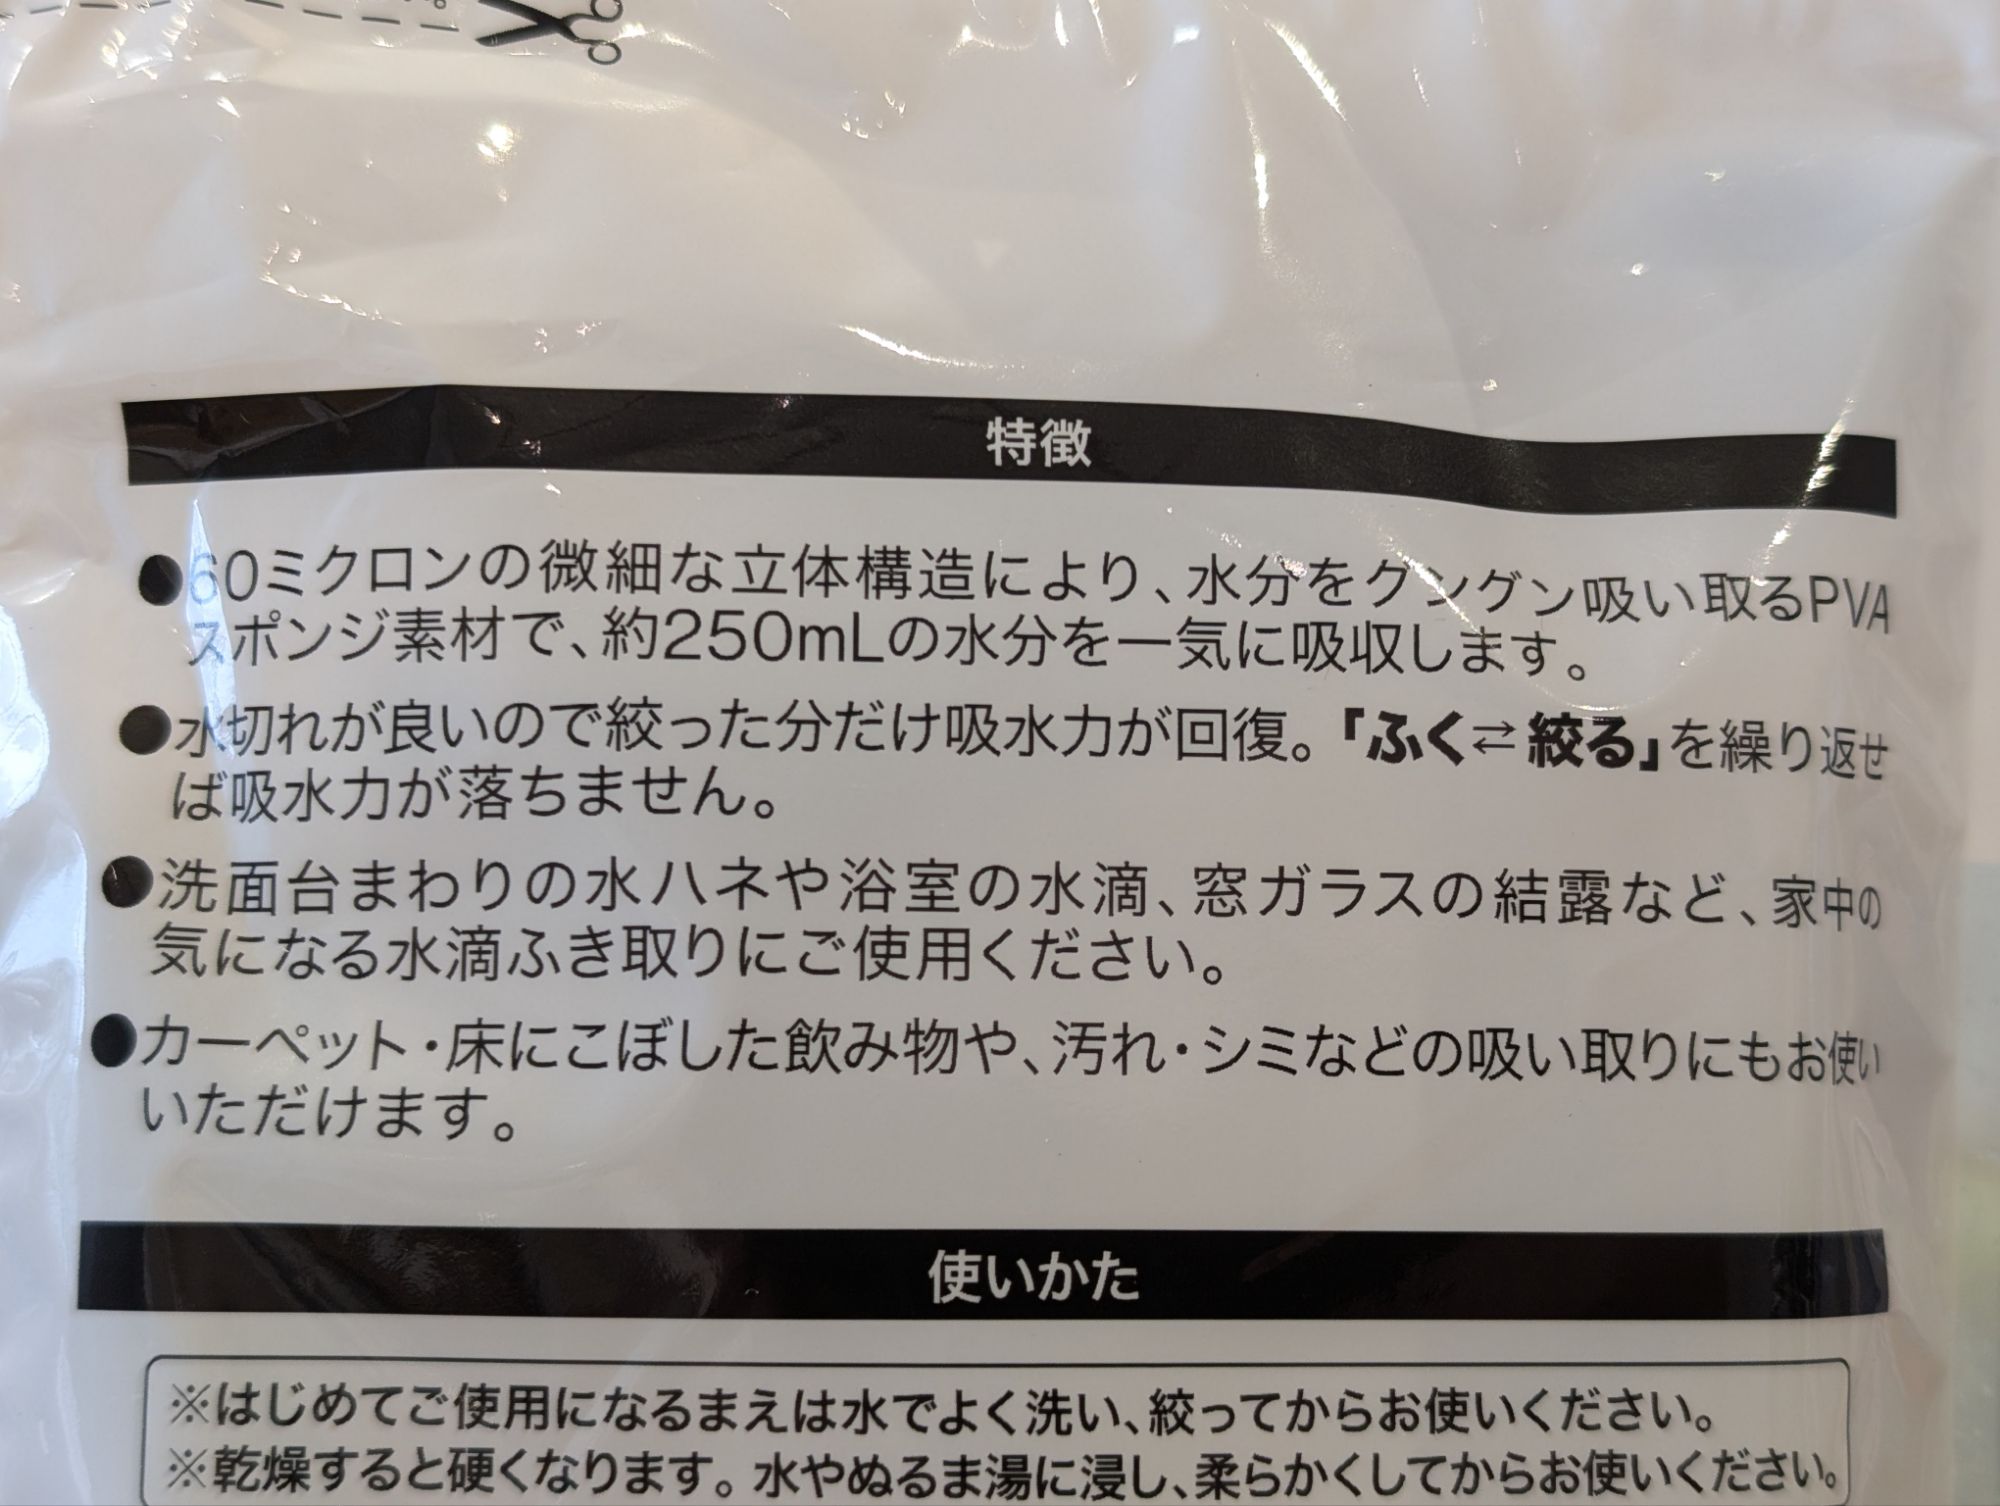 特徴
●60ミクロンの微細な立体構造により、水分をグングン吸い取るPVA
スポンジ素材で、約250mLの水分を一気に吸収します。
●水切れが良いので絞った分だけ吸水力が回復。「ふく⇄絞る」を繰り返せ
ば吸水力が落ちません。
●洗面台まわりの水ハネや浴室の水滴、窓ガラスの結露など、家中の
気になる水滴ふき取りにご使用ください。
●カーペット・床にこぼした飲み物や、汚れ・シミなどの吸い取りにもお使い
いただけます。
使いかた
※はじめてご使用になるまえは水でよく洗い、絞ってからお使いください。
※乾燥すると硬くなります。水やぬるま湯に浸し、柔らかくしてからお使いください。